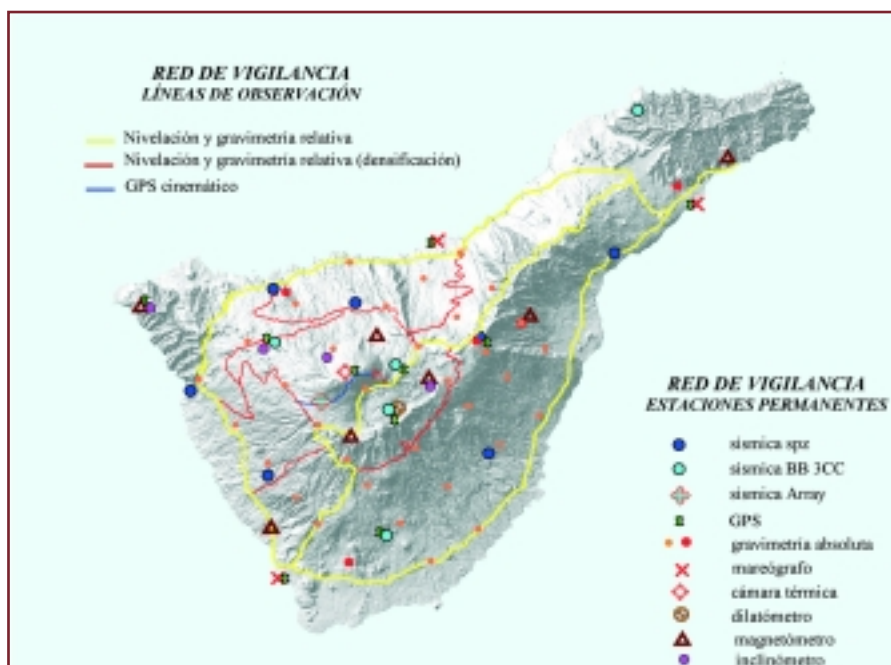 RED DE VIGILANCIA
LÍNEAS DE OBSERVACIÓN
Nivelación y gravimetría relativa
Nivelación y gravimetría relativa (densificación)
GPS cinemático
RED DE VIGILANCIA
ESTACIONES PERMANENTES
sísmica spz
sísmica BB 3CC
sísmica Array
GPS
gravimetría absoluta
mareógrafo
cámara térmica
dilatómetro
magnetómetro
inclinómetro